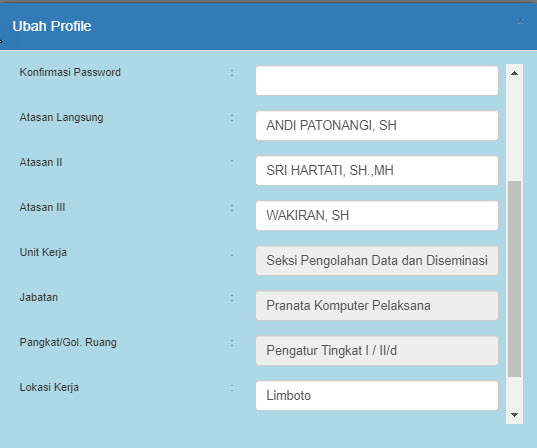 Ubah Profile
x
Konfirmasi Password :
Atasan Langsung : ANDI PATONANGI, SH
Atasan II : SRI HARTATI, SH.,MH
Atasan III : WAKIRAN, SH
Unit Kerja : Seksi Pengolahan Data dan Diseminasi
Jabatan : Pranata Komputer Pelaksana
Pangkat/Gol. Ruang : Pengatur Tingkat I / II/d
Lokasi Kerja : Limboto